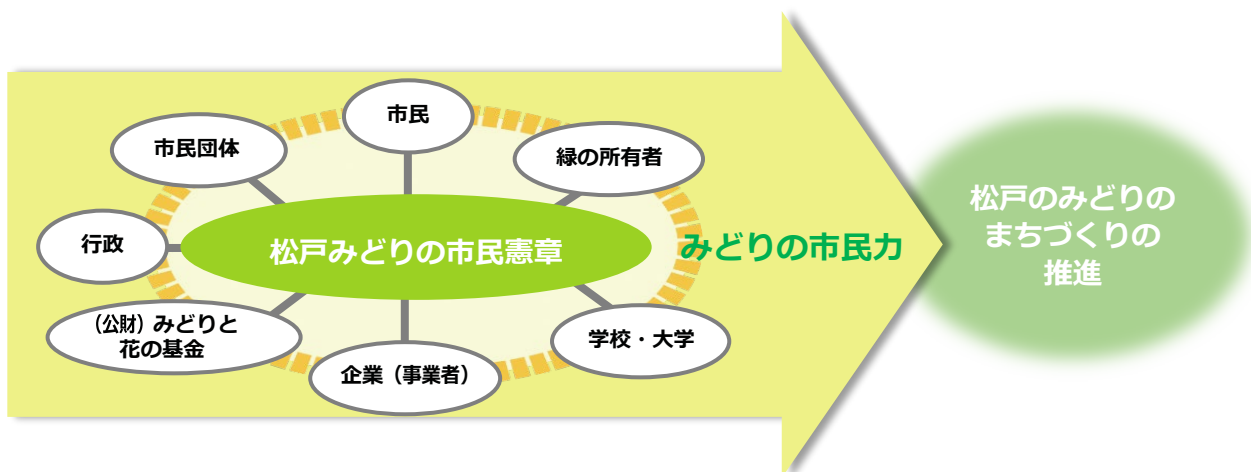 市民
市民団体
緑の所有者
行政
松戸みどりの市民憲章
みどりの市民力
（公財）みどりと
花の基金
企業（事業者）
学校・大学
松戸のみどりの
まちづくりの
推進